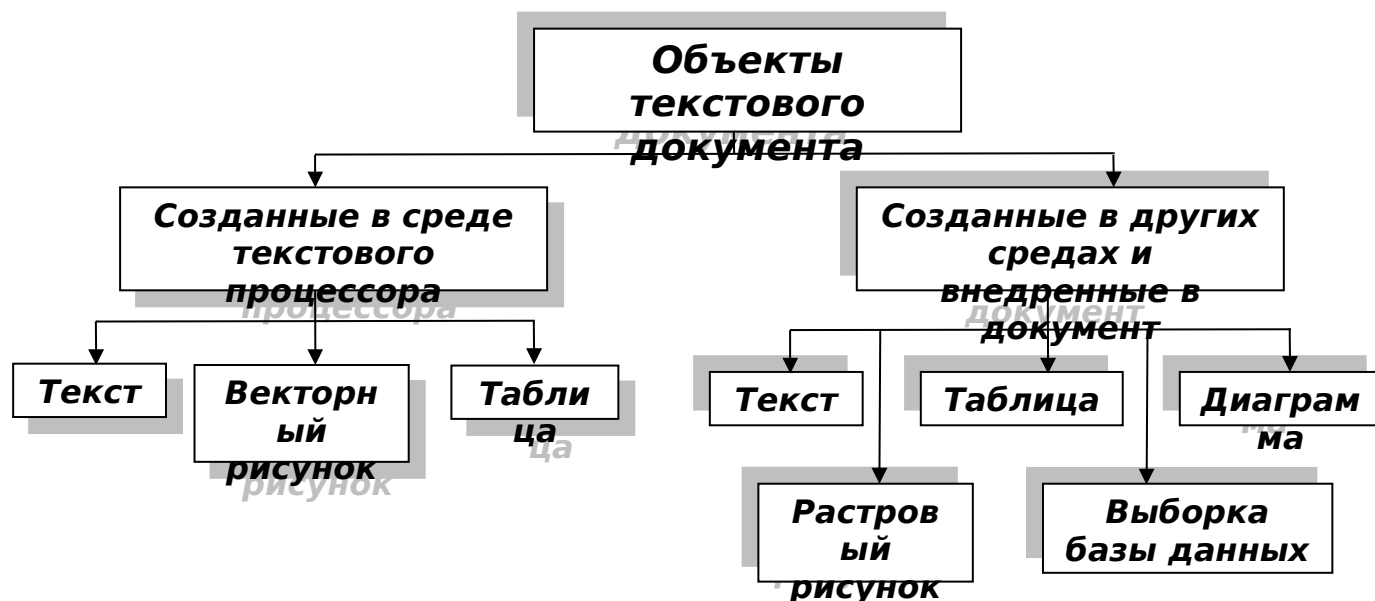 Объекты
текстового
документа
Созданные в среде
текстового
процессора
Созданные в других
средах и
внедренные в
документ
Текст
Векторн
ый
рисунок
Табли
ца
Текст
Таблица
Диаграм
ма
Растров
ый
рисунок
Выборка
базы данных